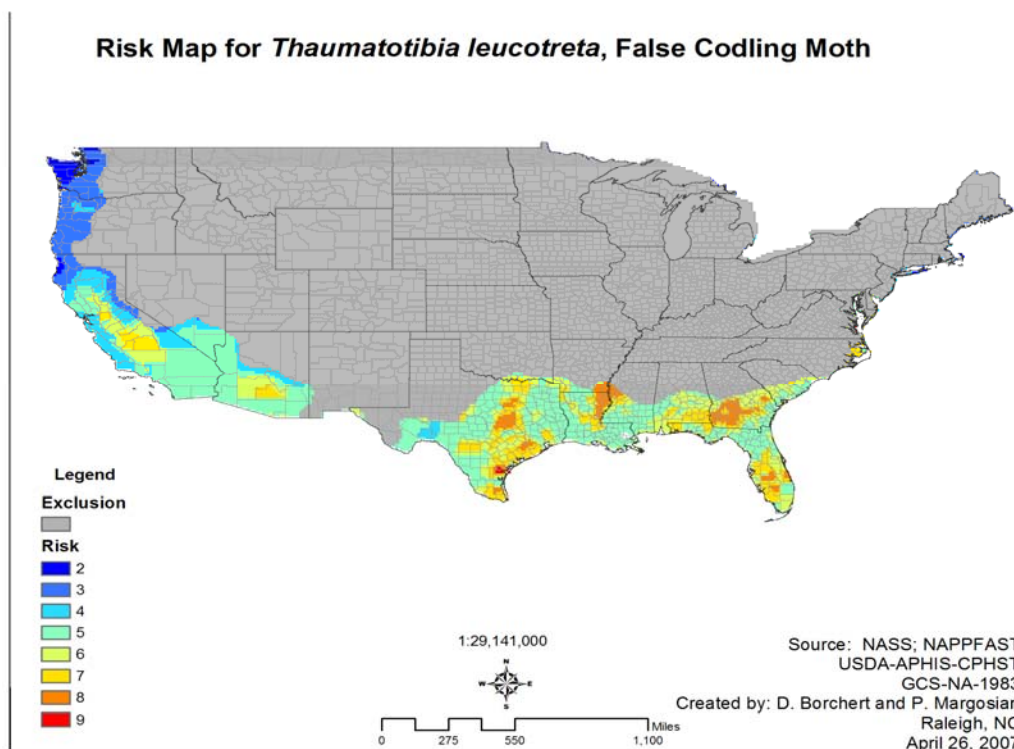 Risk Map for Thaumatotibia leucotreta, False Codling Moth
Legend
Exclusion
Risk
2
3
4
5
6
7
8
9
1:29,141,000
N
W E
S
Miles
0 275 550 1,100
Source: NASS; NAPPFAST
USDA-APHIS-CPHST
GCS-NA-1983
Created by: D. Borchert and P. Margosian
Raleigh, NC
April 26, 2007